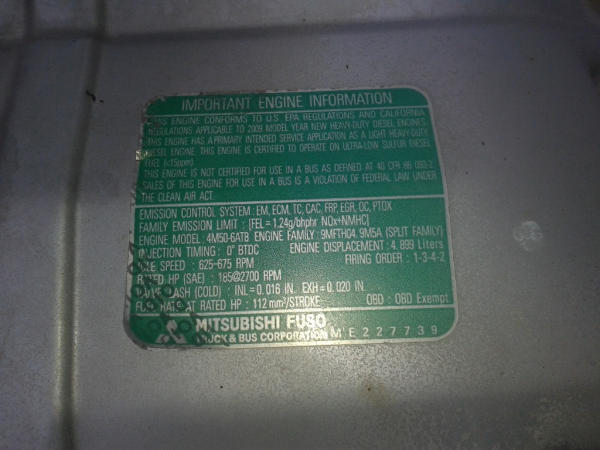 IMPORTANT ENGINE INFORMATION
THIS ENGINE CONFORMS TO U.S. EPA REGULATIONS AND CALIFORNIA
REGULATIONS APPLICABLE TO 2009 MODEL YEAR NEW HEAVY-DUTY DIESEL ENGINES.
THIS ENGINE HAS A PRIMARY INTENDED SERVICE APPLICATION AS A LIGHT HEAVY-DUTY
DIESEL ENGINE. THIS ENGINE IS CERTIFIED TO OPERATE ON ULTRA-LOW SULFUR DIESEL
FUEL (<15ppm).
THIS ENGINE IS NOT CERTIFIED FOR USE IN A BUS AS DEFINED AT 40 CFR 86 093-2.
SALES OF THIS ENGINE FOR USE IN A BUS IS A VIOLATION OF FEDERAL LAW UNDER
THE CLEAN AIR ACT.
EMISSION CONTROL SYSTEM : EM, ECM, TC, CAC, FRP, EGR, OC, PTOX
FAMILY EMISSION LIMIT : [FEL = 1.24g/bhphr NOx+NMHC]
ENGINE MODEL: 4M50-6ATB ENGINE FAMILY : 9MFTH04.9M5A (SPLIT FAMILY)
INJECTION TIMING : 0° BTDC ENGINE DISPLACEMENT : 4.899 Liters
IDLE SPEED : 625-675 RPM FIRING ORDER : 1-3-4-2
RATED HP (SAE) : 185@2700 RPM
VALVE LASH (COLD) : INL = 0.016 IN. EXH = 0.020 IN.
FUEL RATE AT RATED HP : 112 mm³/STROKE OBD : OBD Exempt
MITSUBISHI FUSO
TRUCK & BUS CORPORATION ME227739